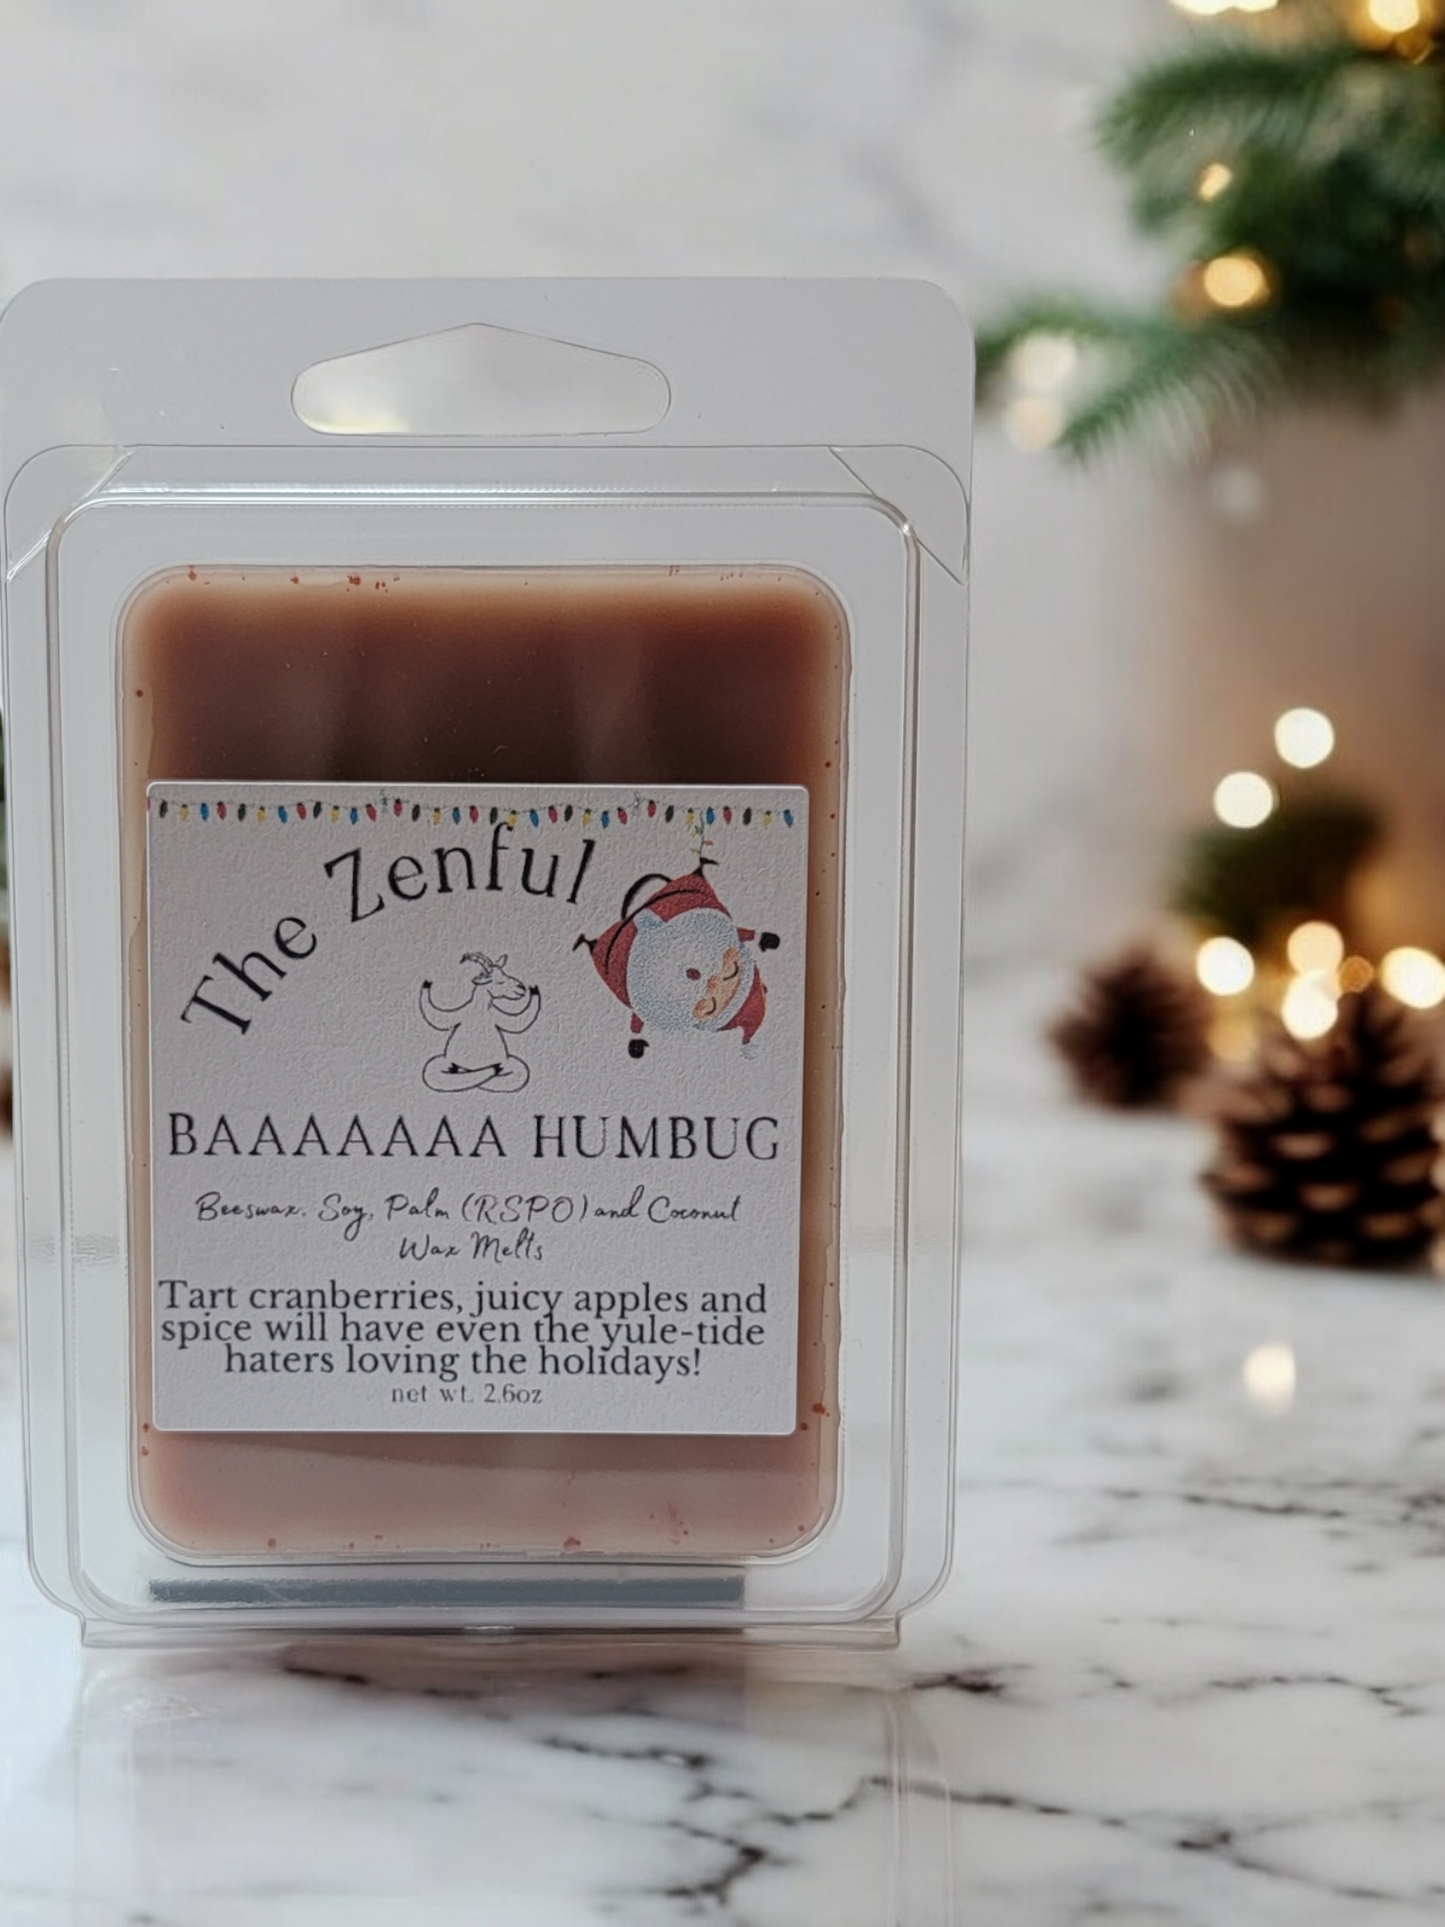 The Zenful
BAAAAAAA HUMBUG
Beeswax, Soy, Palm (RSPO) and Coconut
Wax Melts
Tart cranberries, juicy apples and
spice will have even the yule-tide
haters loving the holidays!
net wt. 2.6oz